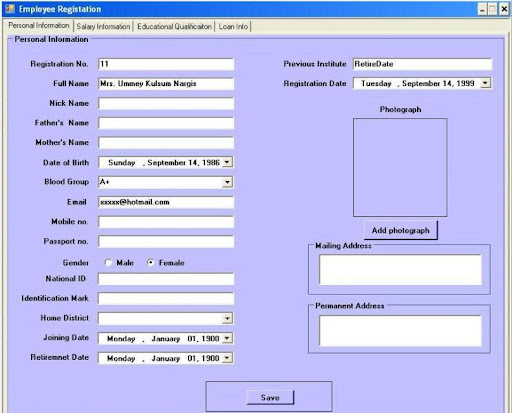 Employee Registation
Personal Information
Salary Information
Educational Qualificaiton
Loan Info
Personal Information
Registration No.
11
Full Name
Mrs. Ummey Kulsum Nargis
Nick Name
Father's Name
Mother's Name
Date of Birth
Sunday , September 14, 1986
Blood Group
A+
Email
xxxxx@hotmail.com
Mobile no.
Passport no.
Gender
Male
Female
National ID
Identification Mark
Home District
Joining Date
Monday , January 01, 1900
Retiremnet Date
Monday , January 01, 1900
Previous Institute
RetireDate
Registration Date
Tuesday , September 14, 1999
Photograph
Add photograph
Mailing Address
Permanent Address
Save